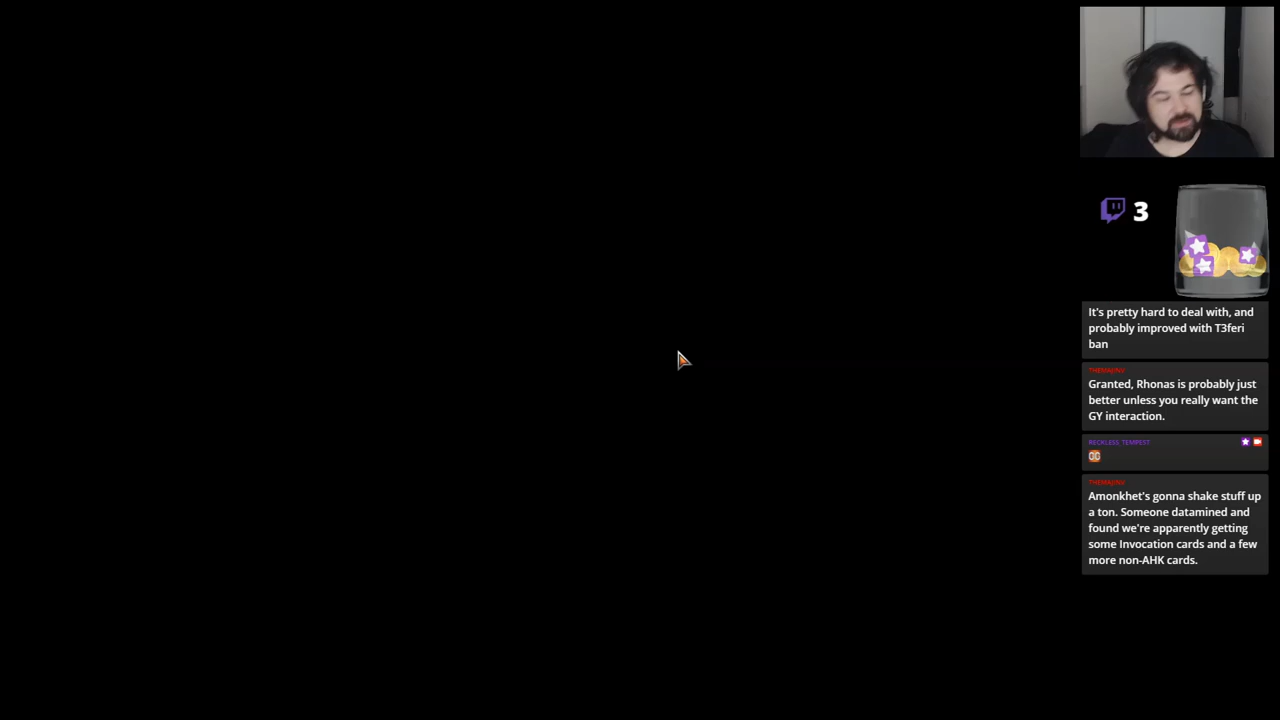 3
It's pretty hard to deal with, and
probably improved with T3feri
ban
THEMAJINV
Granted, Rhonas is probably just
better unless you really want the
GY interaction.
RECKLESS TEMPEST
THEMAJINV
Amonkhet's gonna shake stuff up
a ton. Someone datamined and
found we're apparently getting
some Invocation cards and a few
more non-AHK cards.